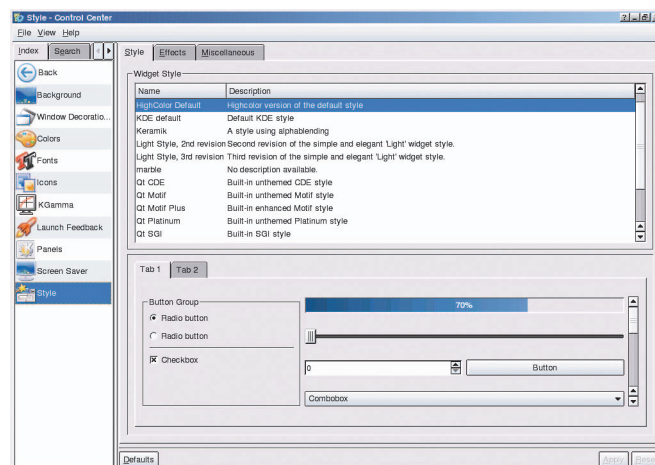 Style - Control Center
File View Help
Index Search
Back
Background
Window Decoratio...
Colors
Fonts
Icons
KGamma
Launch Feedback
Panels
Screen Saver
Style
Style Effects Miscellaneous
Widget Style
Name Description
HighColor Default Highcolor version of the default style
KDE default Default KDE style
Keramik A style using alphablending
Light Style, 2nd revision Second revision of the simple and elegant 'Light' widget style.
Light Style, 3rd revision Third revision of the simple and elegant 'Light' widget style.
marble No description available.
Qt CDE Built-in unthemed CDE style
Qt Motif Built-in unthemed Motif style
Qt Motif Plus Built-in enhanced Motif style
Qt Platinum Built-in unthemed Platinum style
Qt SGI Built-in SGI style
Tab 1 Tab 2
Button Group
Radio button
Radio button
Checkbox
70%
0
Button
Combobox
Defaults
Apply
Rese